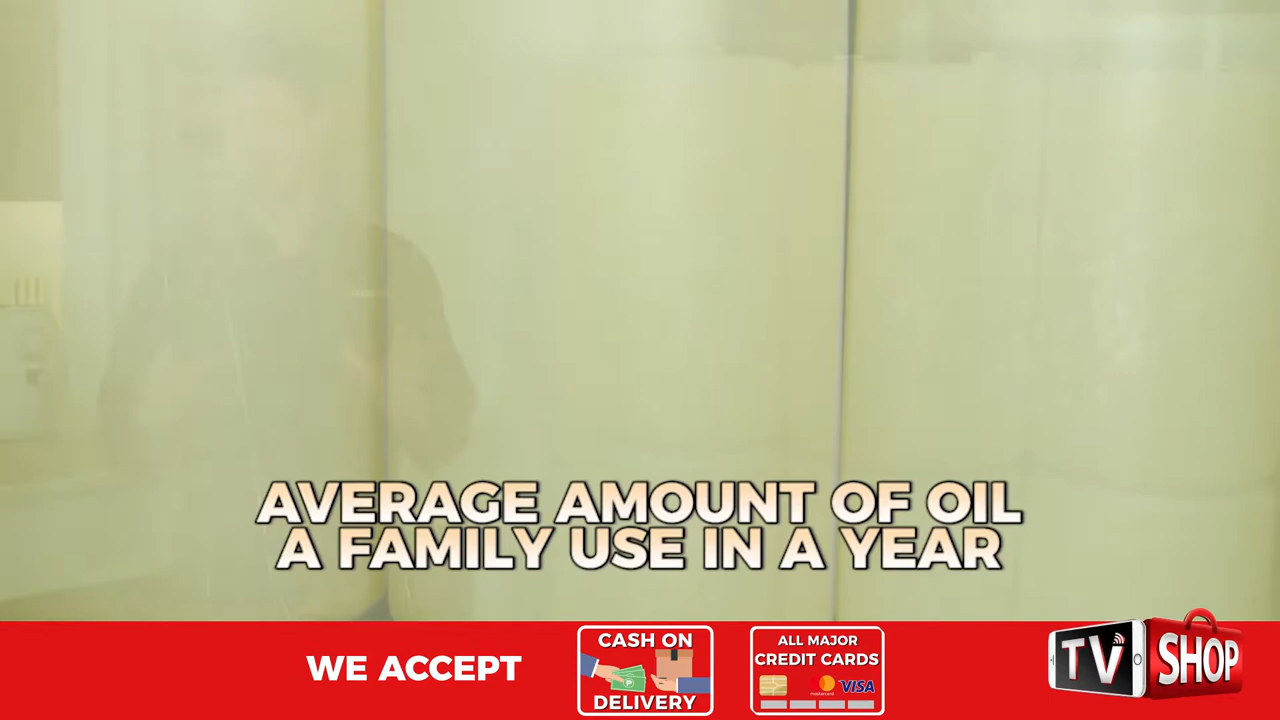 AVERAGE AMOUNT OF OIL
A FAMILY USE IN A YEAR
WE ACCEPT
CASH ON
DELIVERY
ALL MAJOR
CREDIT CARDS
mastercard
VISA
TV SHOP